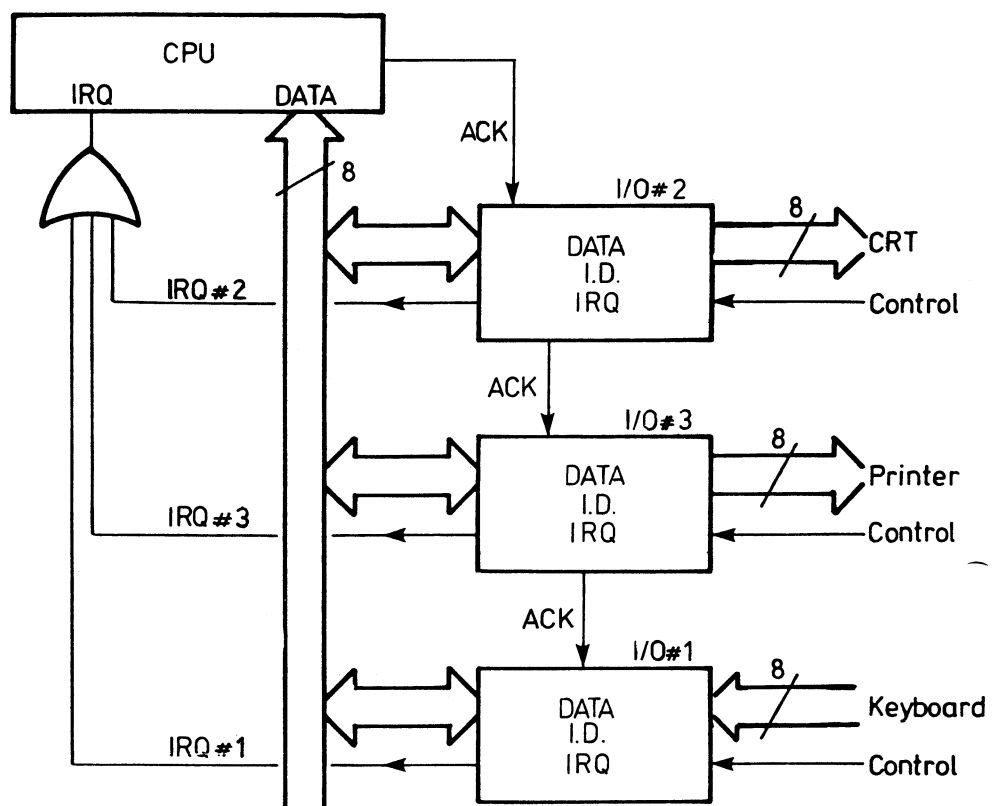 CPU
IRQ DATA
ACK
8
I/O#2
DATA
I.D.
IRQ
8
CRT
IRQ#2
Control
ACK
I/O#3
DATA
I.D.
IRQ
8
Printer
IRQ#3
Control
ACK
I/O#1
DATA
I.D.
IRQ
8
Keyboard
IRQ#1
Control